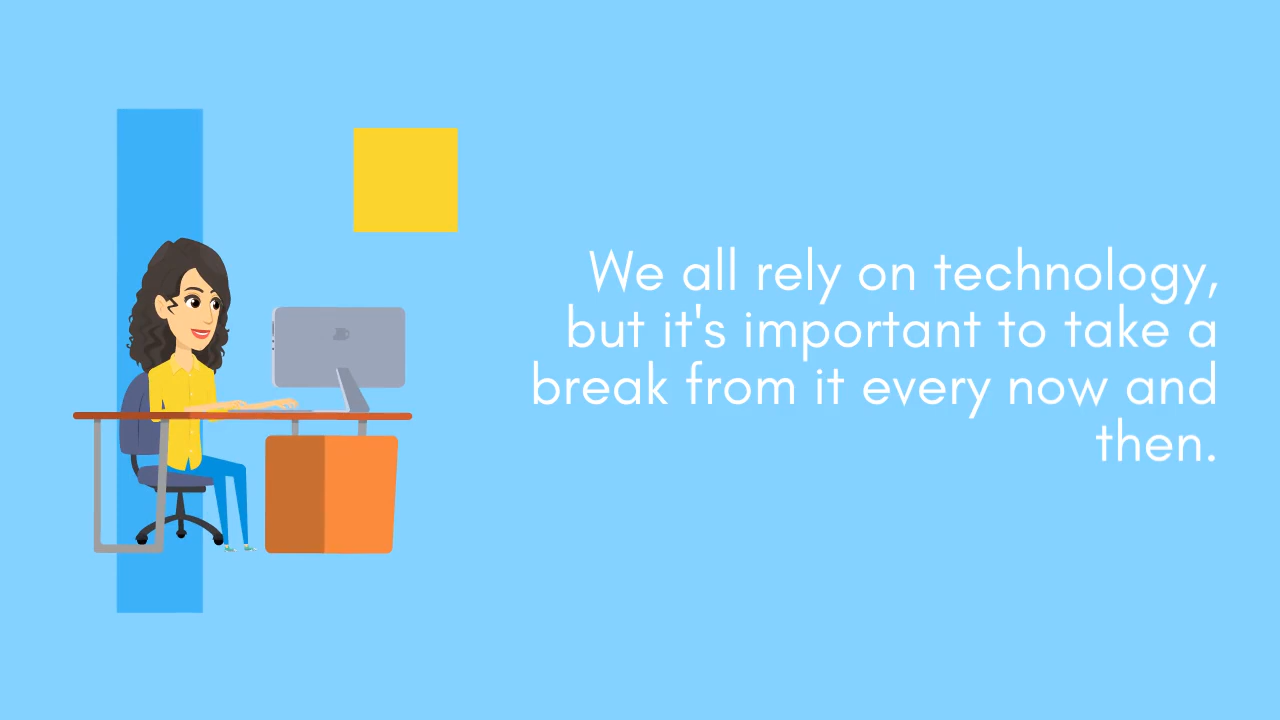 We all rely on technology,
but it's important to take a
break from it every now and
then.